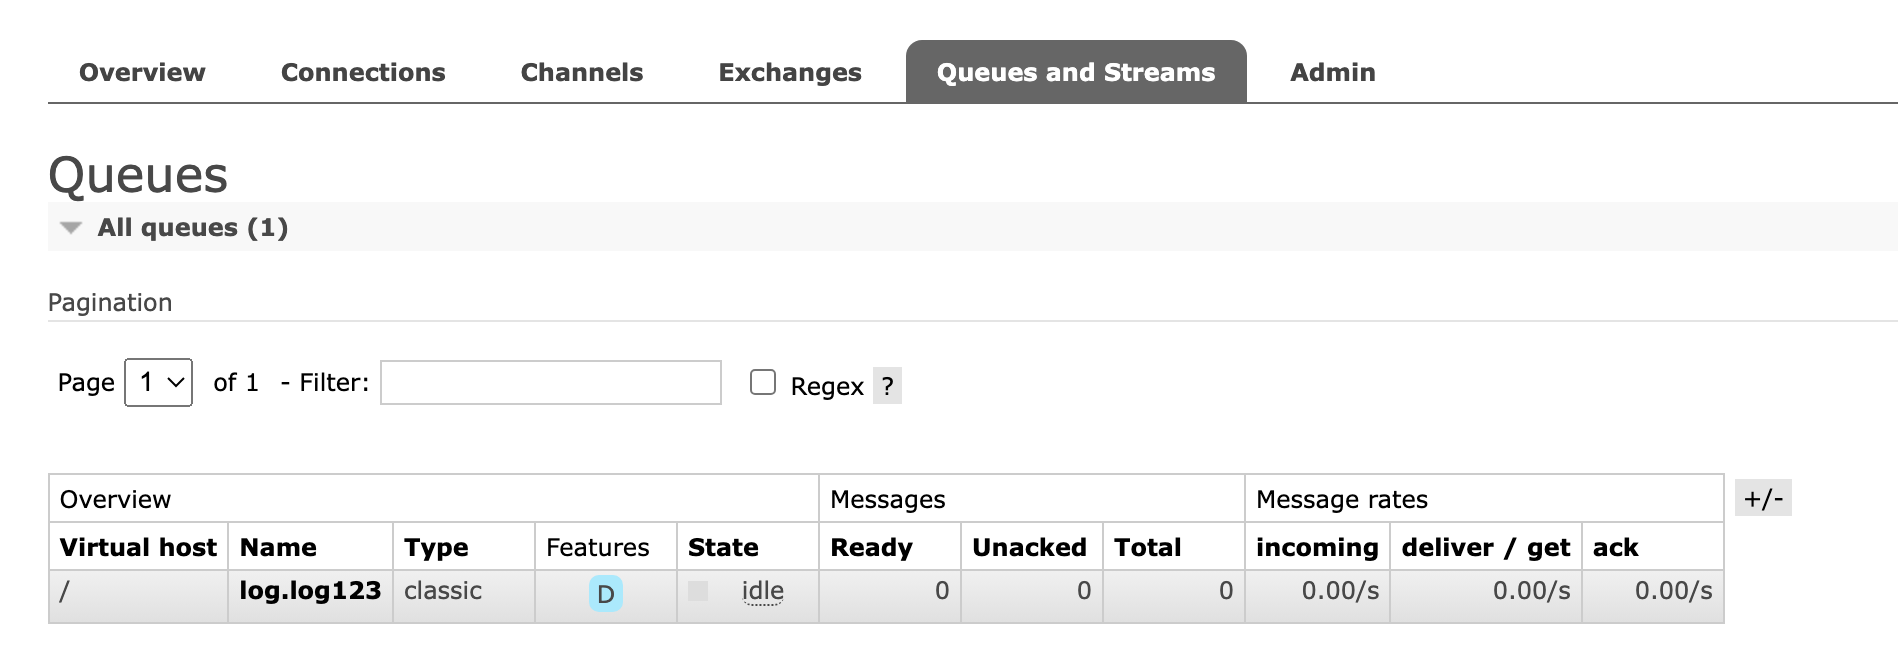 Overview Connections Channels Exchanges Queues and Streams Admin
Queues
All queues (1)
Pagination
Page 1 of 1 - Filter: Regex ?
Overview Messages Message rates +/-
Virtual host Name Type Features State Ready Unacked Total incoming deliver / get ack
/ log.log123 classic D idle 0 0 0 0.00/s 0.00/s 0.00/s